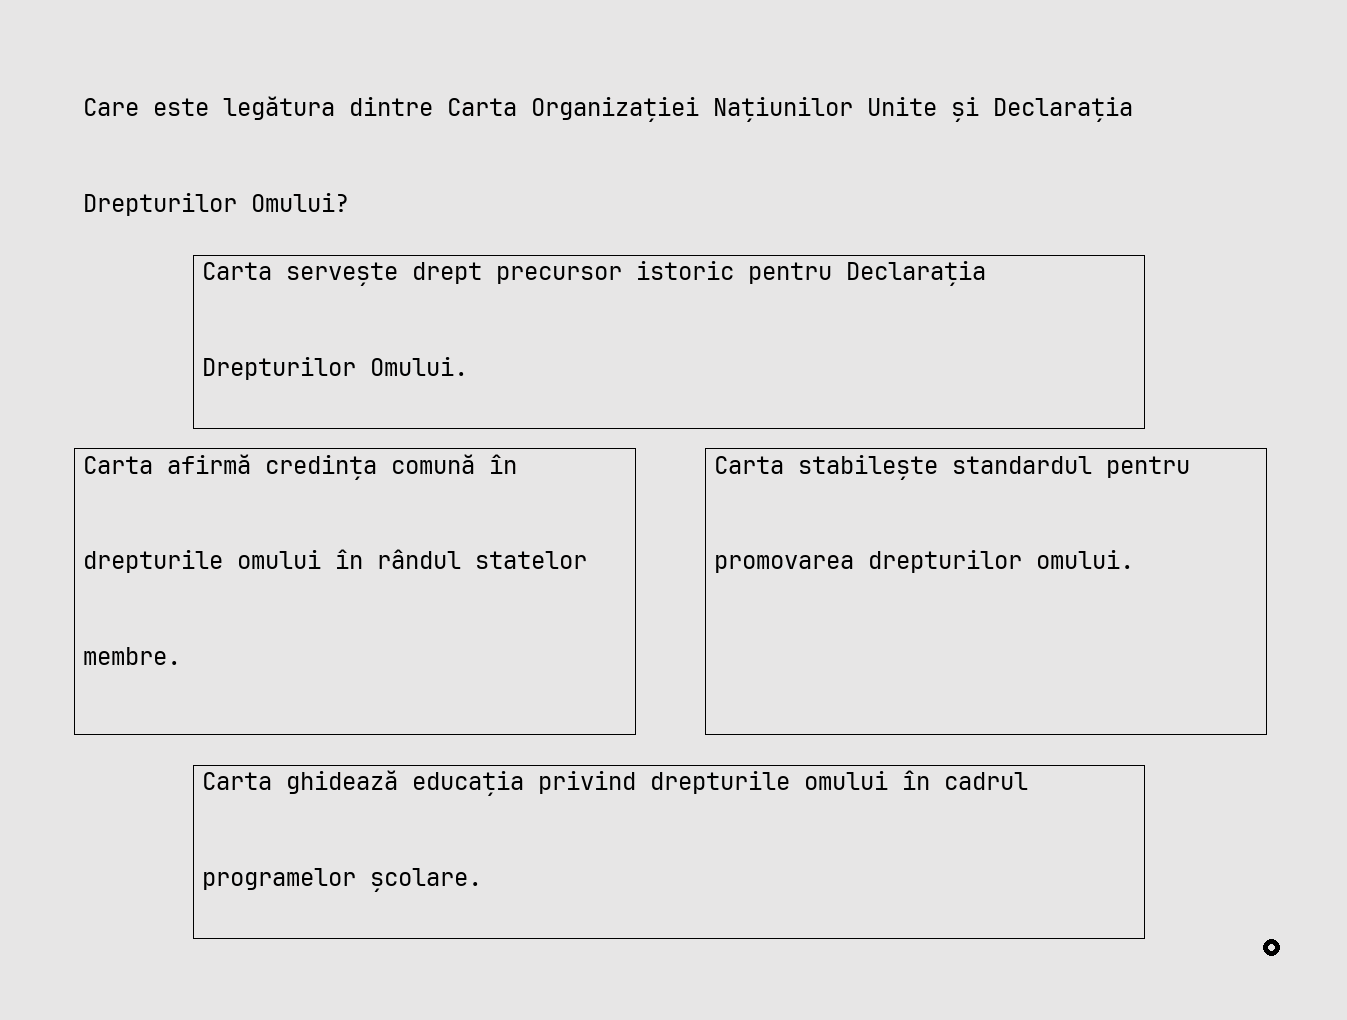 Care este legătura dintre Carta Organizației Națiunilor Unite și Declarația
Drepturilor Omului?
Carta servește drept precursor istoric pentru Declarația
Drepturilor Omului.
Carta afirmă credința comună în
drepturile omului în rândul statelor
membre.
Carta stabilește standardul pentru
promovarea drepturilor omului.
Carta ghidează educația privind drepturile omului în cadrul
programelor școlare.